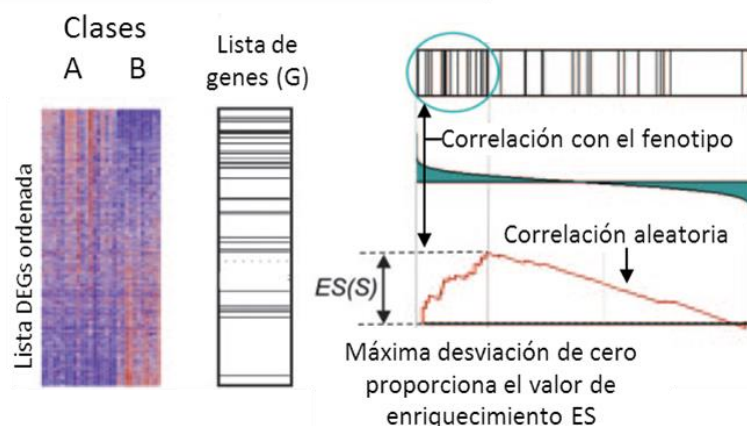 Clases
A B
Lista de
genes (G)
Lista DEGs ordenada
Correlación con el fenotipo
Correlación aleatoria
ES(S)
Máxima desviación de cero
proporciona el valor de
enriquecimiento ES